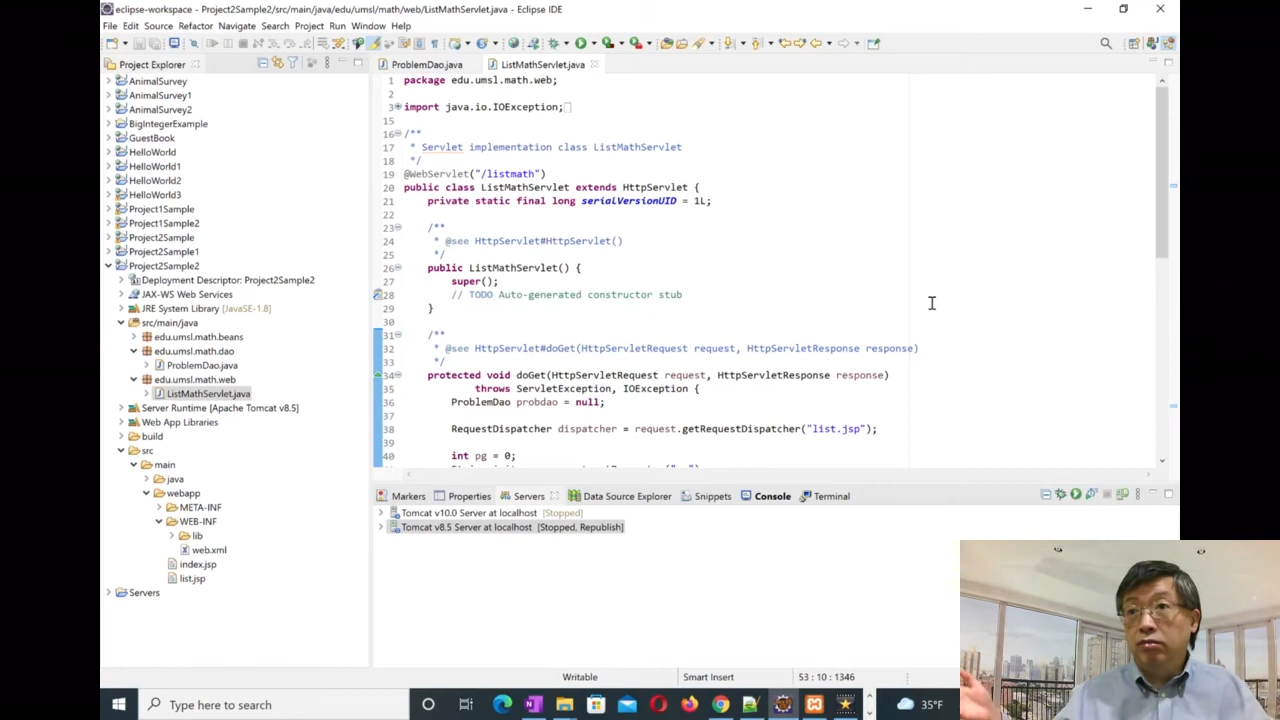 eclipse-workspace - Project2Sample2/src/main/java/edu/umsl/math/web/ListMathServlet.java - Eclipse IDE
File Edit Source Refactor Navigate Search Project Run Window Help
Project Explorer
ProblemDao.java
ListMathServlet.java
AnimalSurvey
AnimalSurvey1
AnimalSurvey2
BigIntegerExample
GuestBook
HelloWorld
HelloWorld1
HelloWorld2
HelloWorld3
Project1Sample
Project1Sample2
Project2Sample
Project2Sample1
Project2Sample2
Deployment Descriptor: Project2Sample2
JAX-WS Web Services
JRE System Library [JavaSE-1.8]
src/main/java
edu.umsl.math.beans
edu.umsl.math.dao
ProblemDao.java
edu.umsl.math.web
ListMathServlet.java
Server Runtime [Apache Tomcat v8.5]
Web App Libraries
build
src
main
java
webapp
META-INF
WEB-INF
lib
web.xml
index.jsp
list.jsp
Servers
1 package edu.umsl.math.web;
2
3 import java.io.IOException;
15
16 /**
17 * Servlet implementation class ListMathServlet
18 */
19 @WebServlet("/listmath")
20 public class ListMathServlet extends HttpServlet {
21 private static final long serialVersionUID = 1L;
22
23 /**
24 * @see HttpServlet#HttpServlet()
25 */
26 public ListMathServlet() {
27 super();
28 // TODO Auto-generated constructor stub
29 }
30
31 /**
32 * @see HttpServlet#doGet(HttpServletRequest request, HttpServletResponse response)
33 */
34 protected void doGet(HttpServletRequest request, HttpServletResponse response)
35 throws ServletException, IOException {
36 ProblemDao probdao = null;
37
38 RequestDispatcher dispatcher = request.getRequestDispatcher("list.jsp");
39
40 int pg = 0;
Markers Properties Servers Data Source Explorer Snippets Console Terminal
Tomcat v10.0 Server at localhost [Stopped]
Tomcat v8.5 Server at localhost [Stopped, Republish]
Writable Smart Insert 53 : 10 : 1346
Type here to search
35°F